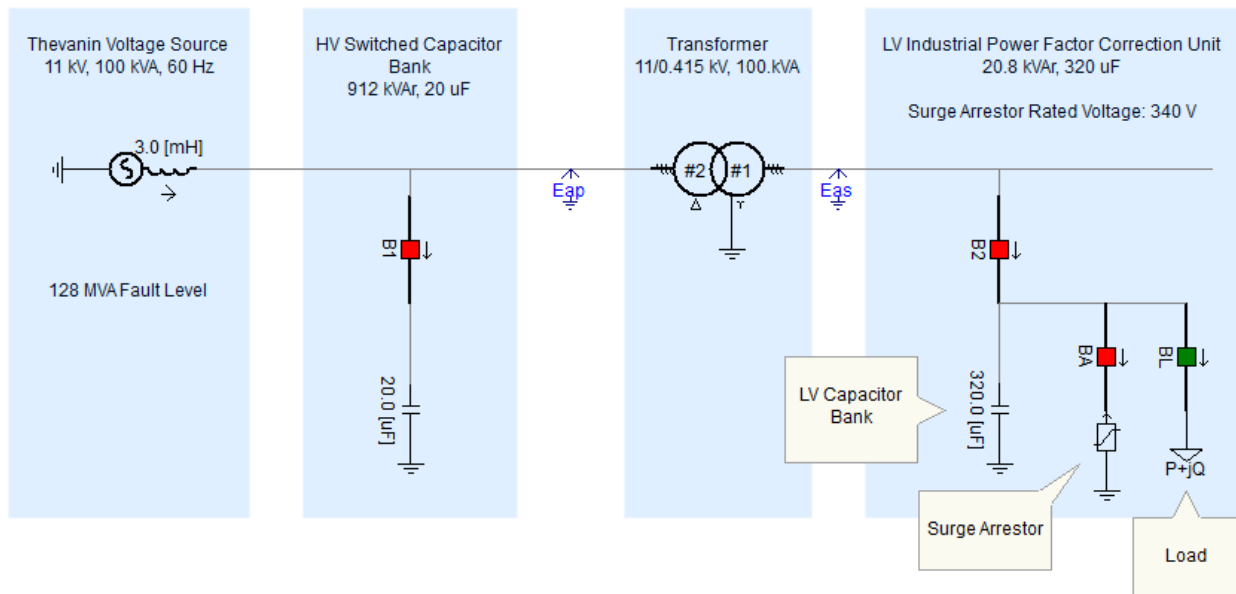 Thevanin Voltage Source
11 kV, 100 kVA, 60 Hz
3.0 [mH]
S
128 MVA Fault Level
HV Switched Capacitor
Bank
912 kVAr, 20 uF
B1
20.0 [uF]
Eap
Transformer
11/0.415 kV, 100.kVA
#2
#1
Δ
Y
Eas
LV Industrial Power Factor Correction Unit
20.8 kVAr, 320 uF
Surge Arrestor Rated Voltage: 340 V
B2
BA
BL
320.0 [uF]
P+jQ
LV Capacitor
Bank
Surge Arrestor
Load